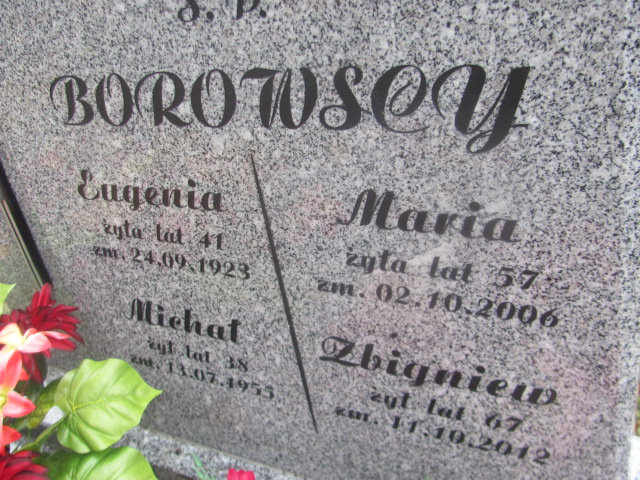 Ś. P.
BOROWSCY
Eugenia
żyła lat 41
zm. 24.09.1923
Michał
żył lat 38
zm. 13.07.1955
Maria
żyła lat 57
zm. 02.10.2006
Zbigniew
żył lat 67
zm. 11.10.2012